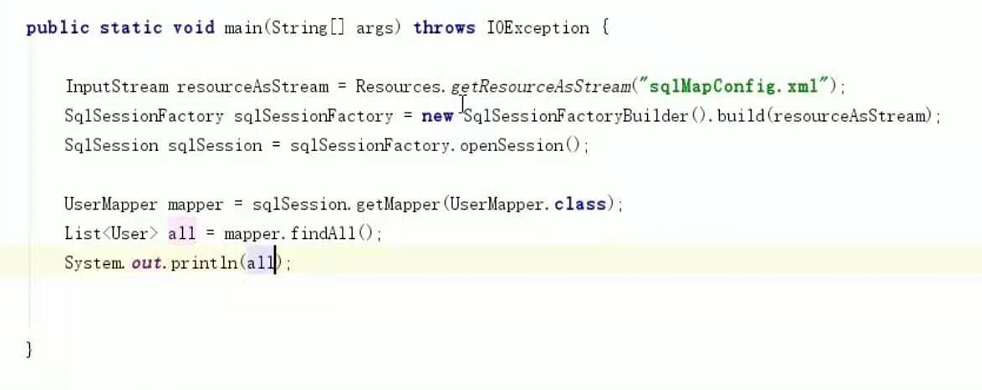 public static void main(String[] args) throws IOException {
InputStream resourceAsStream = Resources.getResourceAsStream("sqlMapConfig.xml");
SqlSessionFactory sqlSessionFactory = new SqlSessionFactoryBuilder().build(resourceAsStream);
SqlSession sqlSession = sqlSessionFactory.openSession();
UserMapper mapper = sqlSession.getMapper(UserMapper.class);
List<User> all = mapper.findAll();
System.out.println(all);
}